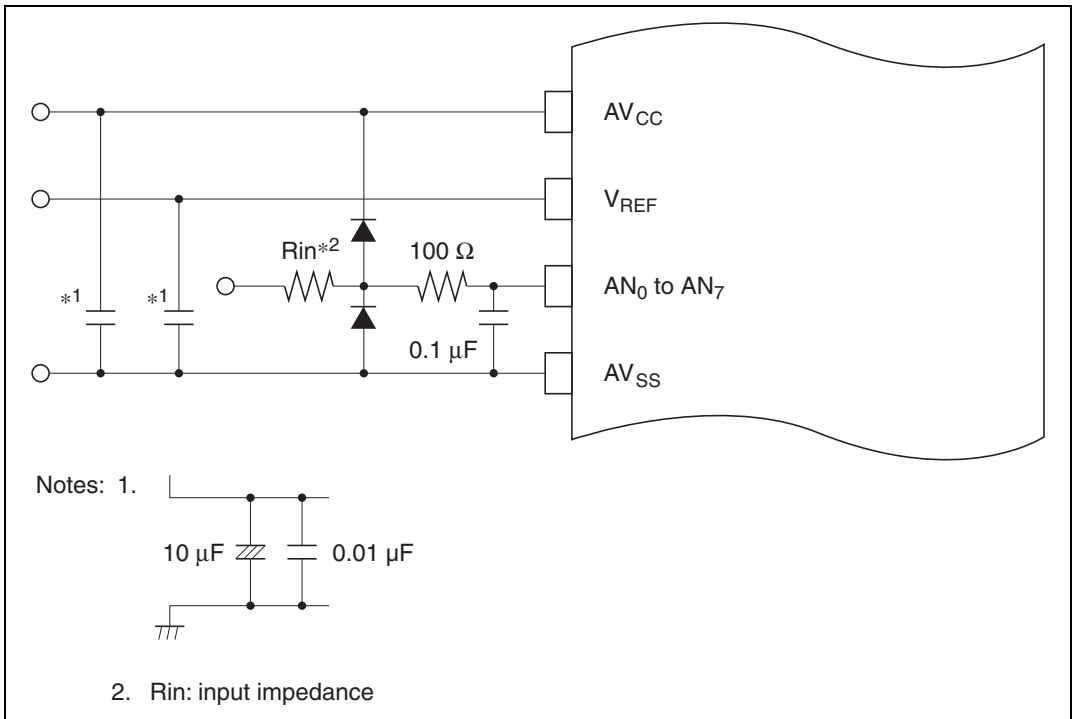 AVCC
VREF
Rin*2
100 Ω
*1
*1
AN0 to AN7
0.1 μF
AVSS
Notes: 1.
10 μF
0.01 µF
2. Rin: input impedance